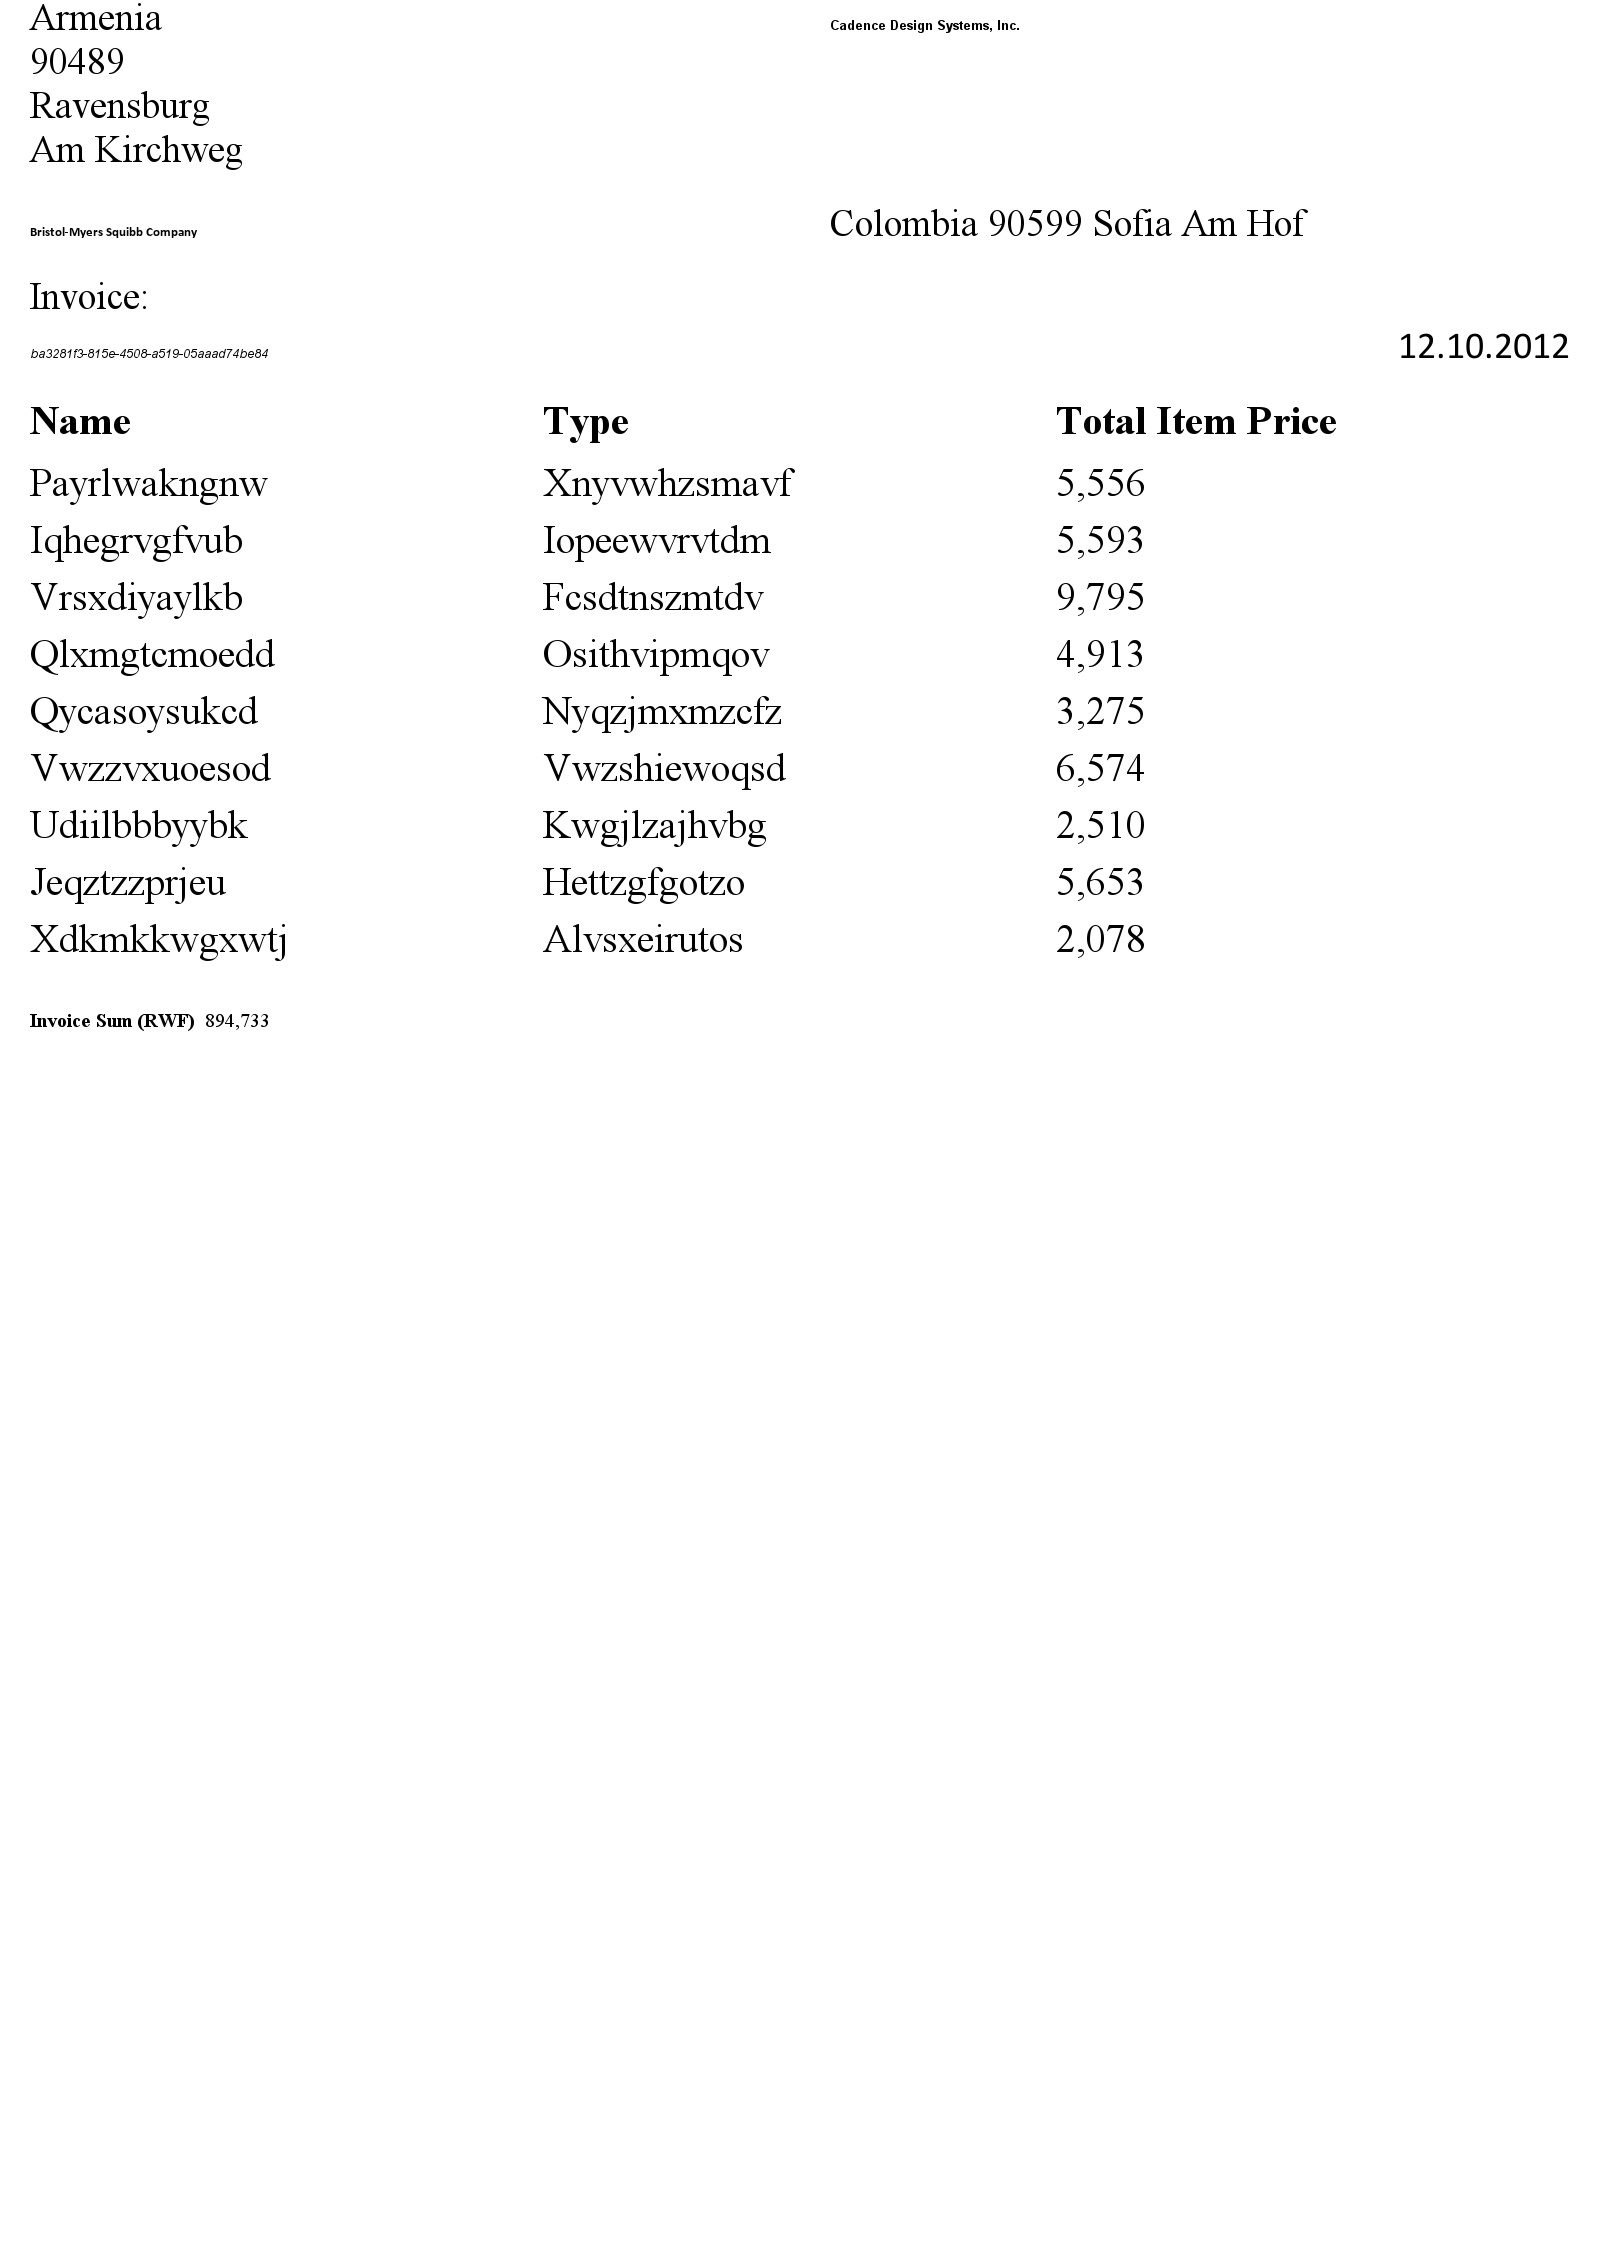 Armenia
90489
Ravensburg
Am Kirchweg
Cadence Design Systems, Inc.
Bristol-Myers Squibb Company
Colombia 90599 Sofia Am Hof
Invoice:
ba3281f3-815e-4508-a519-05aaad74be84
12.10.2012
Name Type Total Item Price
Payrlwakngnw Xnyvwhzsmavf 5,556
Iqhegrvgfvub Iopeewvrvtdm 5,593
Vrsxdiyaylkb Fcsdtnszmtdv 9,795
Qlxmgtcmoedd Osithvipmqov 4,913
Qycasoysukcd Nyqzjmxmzcfz 3,275
Vwzzvxuoesod Vwzshiewoqsd 6,574
Udiilbbbyybk Kwgjlzajhvbg 2,510
Jeqztzzprjeu Hettzgfgotzo 5,653
Xdkmkkwgxwtj Alvsxeirutos 2,078
Invoice Sum (RWF) 894,733